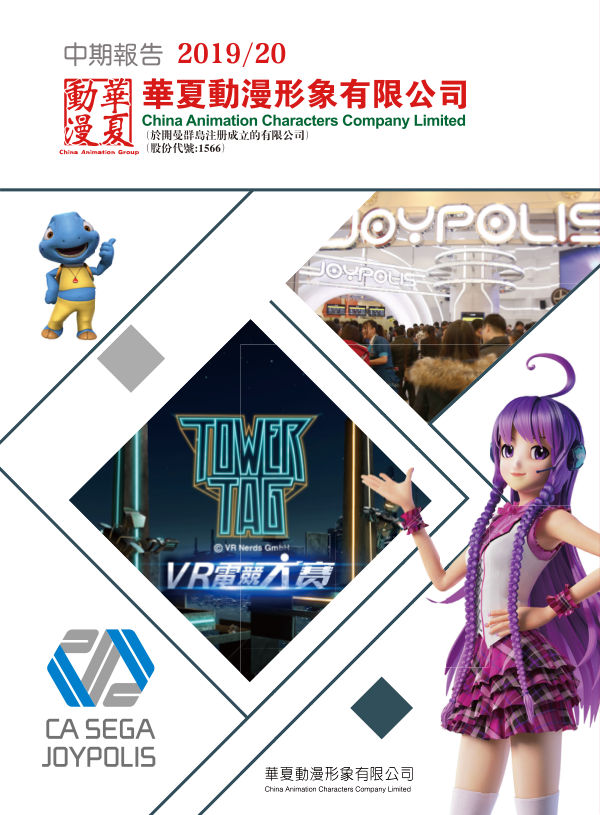 中期報告 2019/20
動華
漫夏
China Animation Group
華夏動漫形象有限公司
China Animation Characters Company Limited
(於開曼群島注册成立的有限公司)
(股份代號:1566)
JOYPOLIS
JOYPOLIS
TOWER
TAG
© VR Nerds GmbH
VR電競大赛
CA SEGA
JOYPOLIS
華夏動漫形象有限公司
China Animation Characters Company Limited